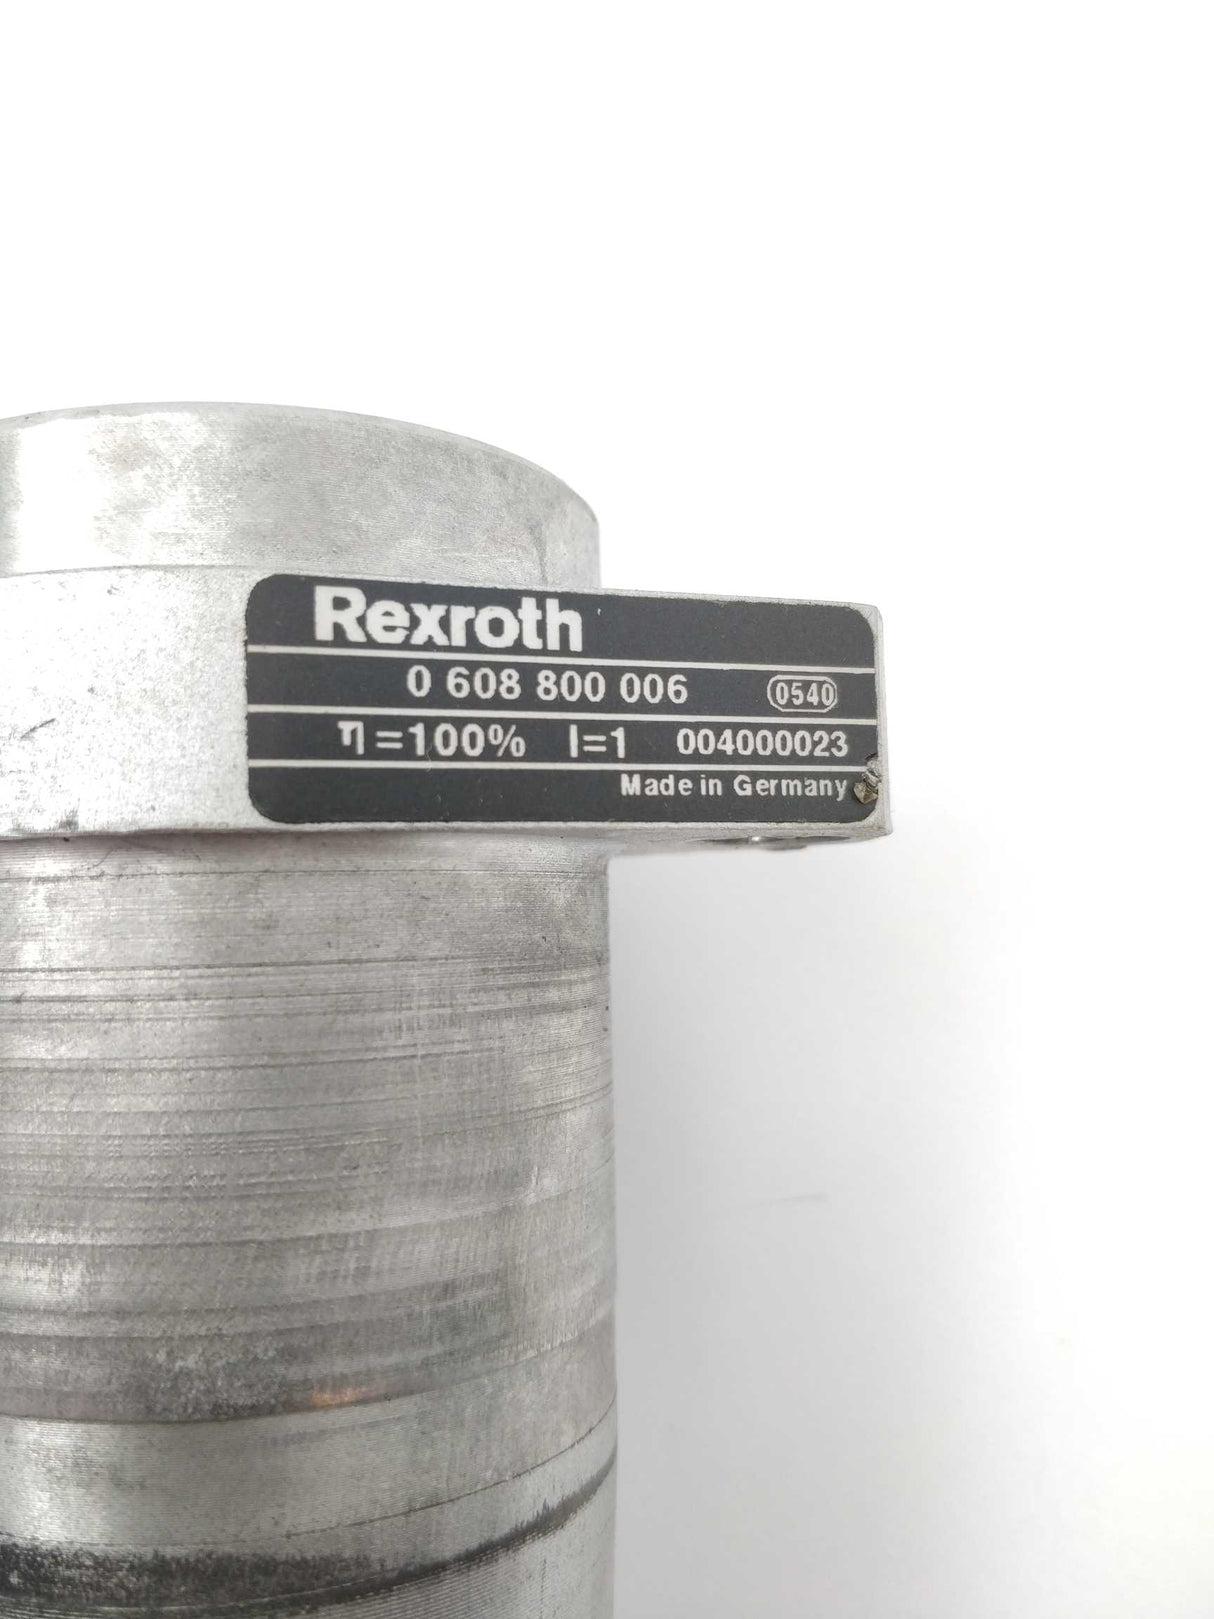 Rexroth
0 608 800 006 0540
η=100% I=1 004000023
Made in Germany